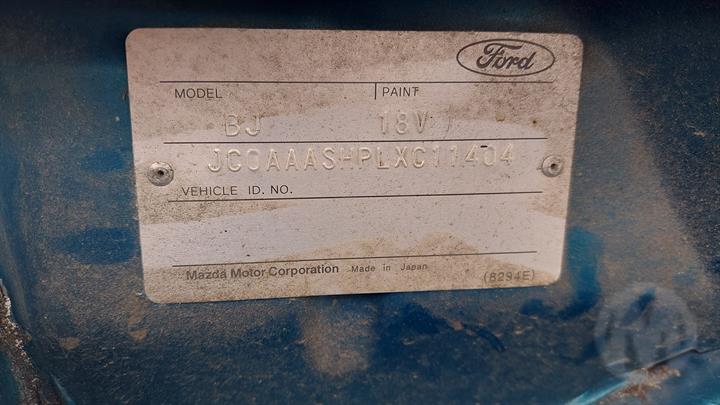 Ford
MODEL PAINT
BJ 18V
JC0AAASHPLXC11404
VEHICLE ID. NO.
Mazda Motor Corporation Made in Japan (8294E)